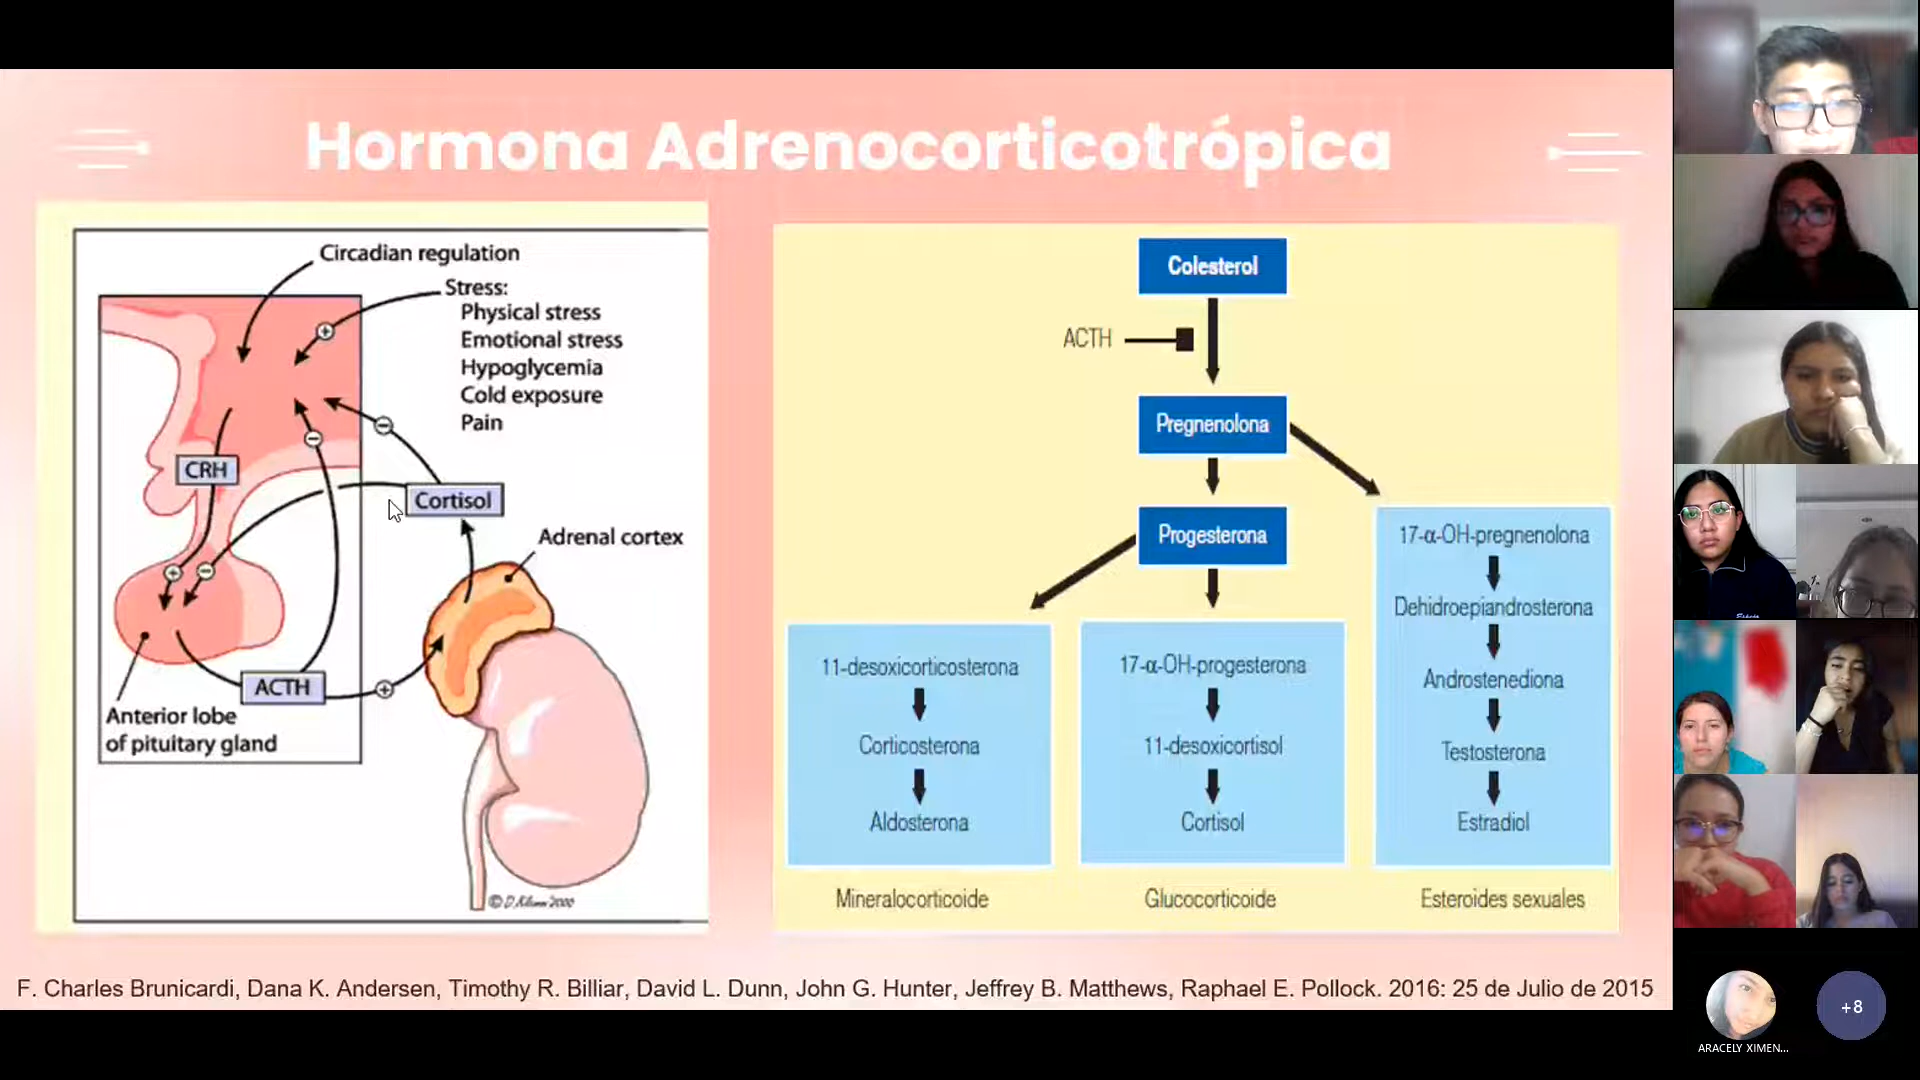 Hormona Adrenocorticotrópica
Circadian regulation
Stress:
Physical stress
Emotional stress
Hypoglycemia
Cold exposure
Pain
CRH
Cortisol
Adrenal cortex
ACTH
Anterior lobe
of pituitary gland
Colesterol
ACTH
Pregnenolona
Progesterona
11-desoxicorticosterona
Corticosterona
Aldosterona
Mineralocorticoide
17-α-OH-progesterona
11-desoxicortisol
Cortisol
Glucocorticoide
17-α-OH-pregnenolona
Dehidroepiandrosterona
Androstenediona
Testosterona
Estradiol
Esteroides sexuales
F. Charles Brunicardi, Dana K. Andersen, Timothy R. Billiar, David L. Dunn, John G. Hunter, Jeffrey B. Matthews, Raphael E. Pollock. 2016: 25 de Julio de 2015
+8
ARACELY XIMEN...